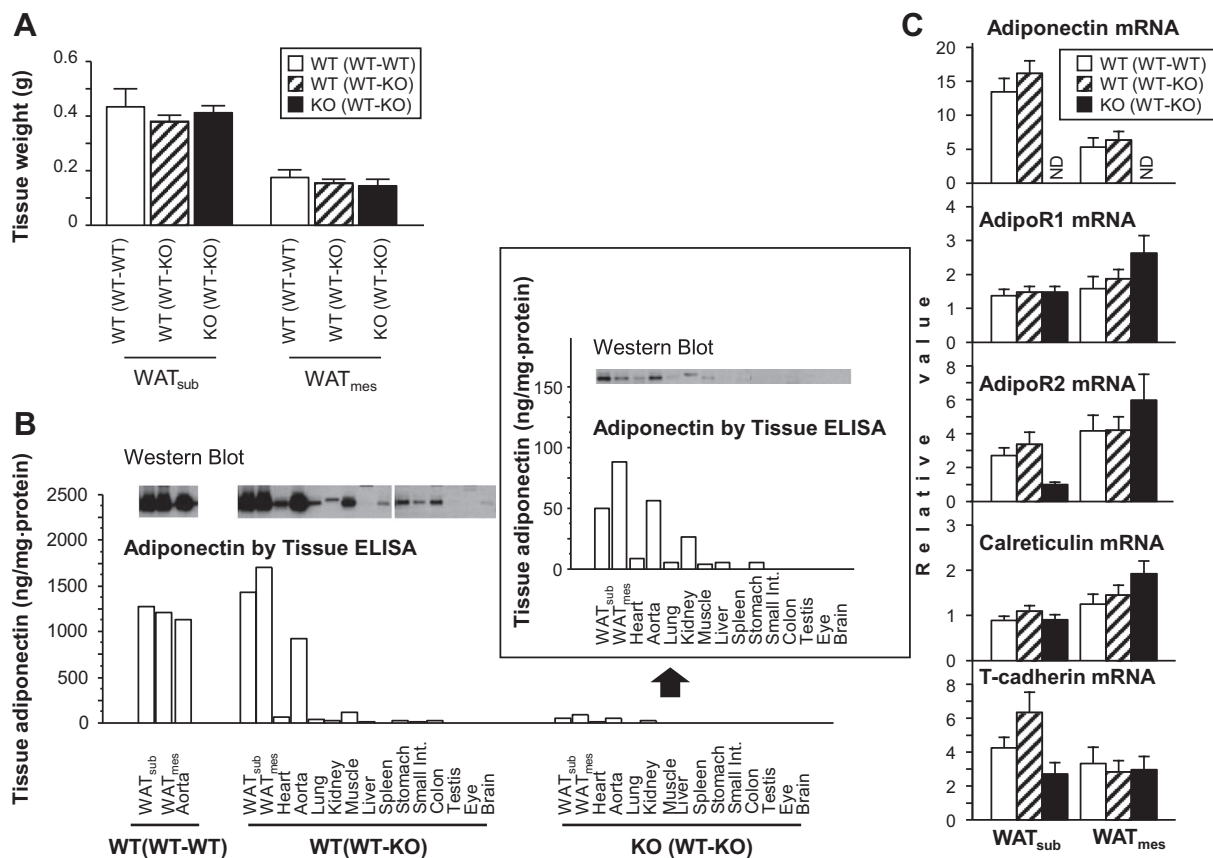 A
Tissue weight (g)
0.6
0.4
0.2
0
WT (WT-WT)
WT (WT-KO)
KO (WT-KO)
WT (WT-WT)
WT (WT-KO)
KO (WT-KO)
WT (WT-WT)
WT (WT-KO)
KO (WT-KO)
WATsub
WATmes
B
Tissue adiponectin (ng/mg·protein)
Western Blot
2500
2000
1500
1000
500
0
Adiponectin by Tissue ELISA
WATsub
WATmes
Aorta
WT(WT-WT)
WATsub
WATmes
Heart
Aorta
Lung
Kidney
Muscle
Liver
Spleen
Stomach
Small Int.
Colon
Testis
Eye
Brain
WT(WT-KO)
WATsub
WATmes
Heart
Aorta
Lung
Kidney
Muscle
Liver
Spleen
Stomach
Small Int.
Colon
Testis
Eye
Brain
KO (WT-KO)
Tissue adiponectin (ng/mg·protein)
Western Blot
150
100
50
0
Adiponectin by Tissue ELISA
WATsub
WATmes
Heart
Aorta
Lung
Kidney
Muscle
Liver
Spleen
Stomach
Small Int.
Colon
Testis
Eye
Brain
C
Relative value
Adiponectin mRNA
20
15
10
5
0
WT (WT-WT)
WT (WT-KO)
KO (WT-KO)
ND
ND
AdipoR1 mRNA
4
3
2
1
0
AdipoR2 mRNA
8
6
4
2
0
Calreticulin mRNA
2
1
0
T-cadherin mRNA
8
6
4
2
0
WATsub
WATmes